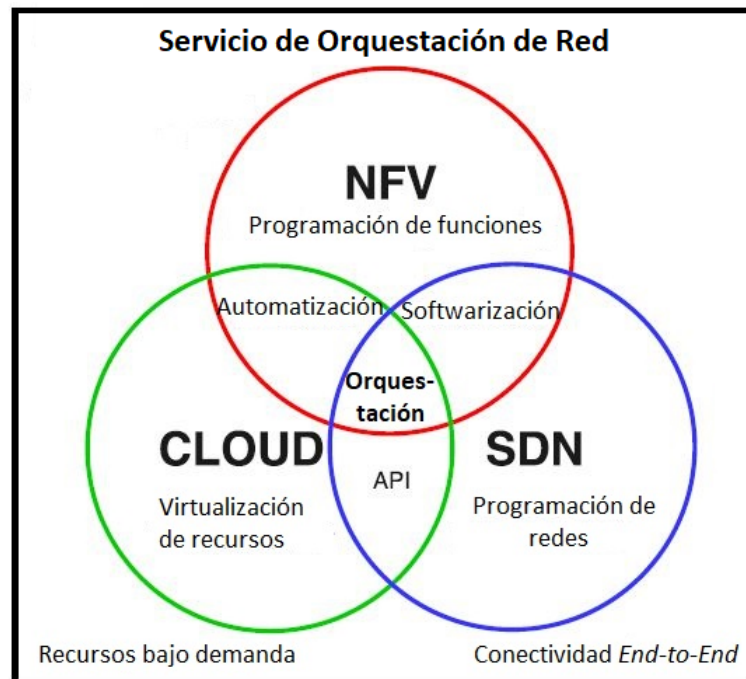 Servicio de Orquestación de Red
NFV
Programación de funciones
Automatización
Softwarización
Orques-
tación
CLOUD
SDN
API
Virtualización
de recursos
Programación de
redes
Recursos bajo demanda
Conectividad End-to-End